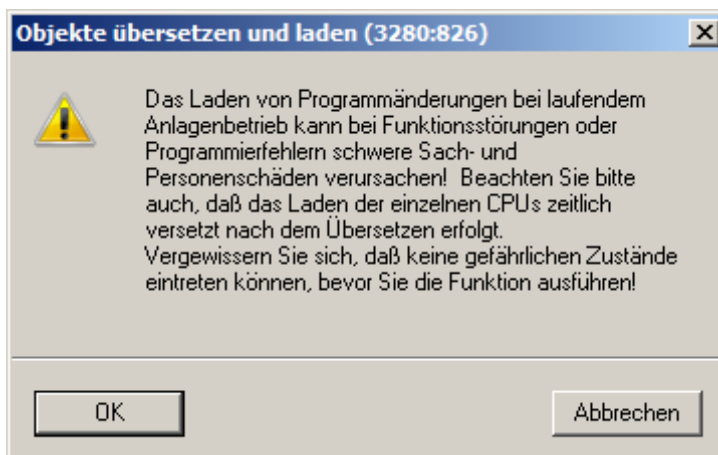 Objekte übersetzen und laden (3280:826)
Das Laden von Programmänderungen bei laufendem
Anlagenbetrieb kann bei Funktionsstörungen oder
Programmierfehlern schwere Sach- und
Personenschäden verursachen!  Beachten Sie bitte
auch, daß das Laden der einzelnen CPUs zeitlich
versetzt nach dem Übersetzen erfolgt.
Vergewissern Sie sich, daß keine gefährlichen Zustände
eintreten können, bevor Sie die Funktion ausführen!
OK
Abbrechen